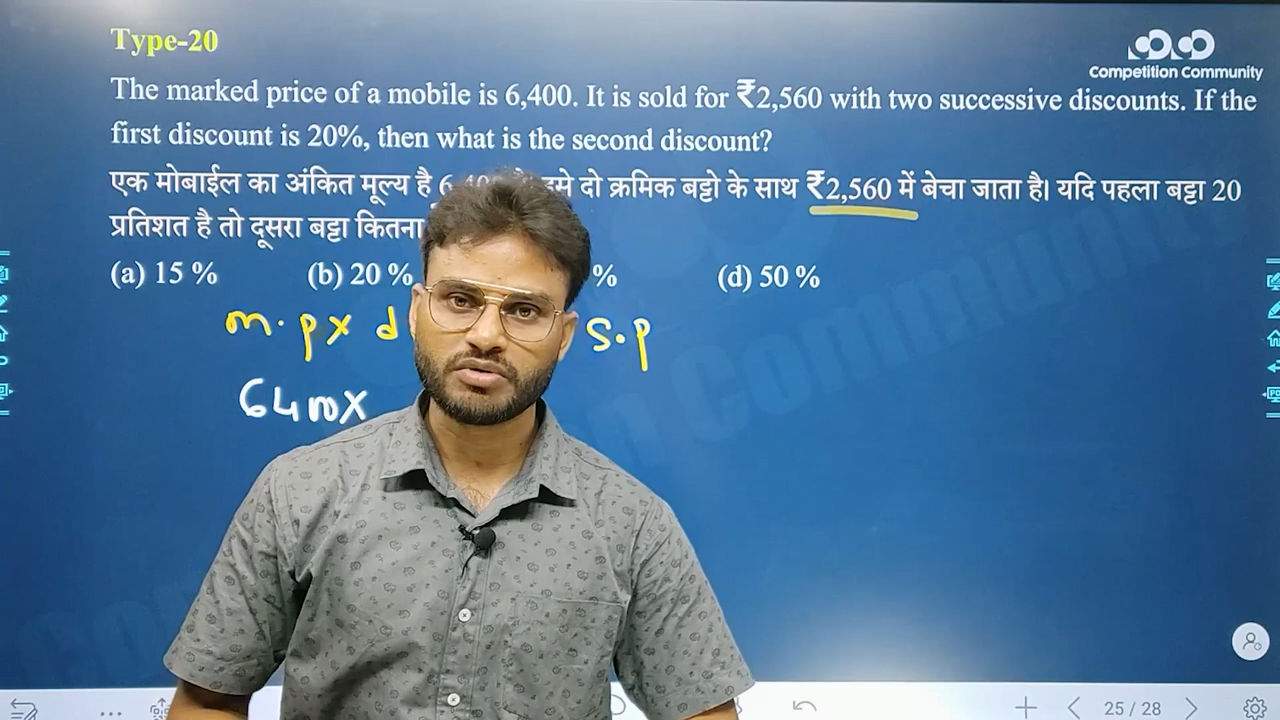 Type-20
Competition Community
The marked price of a mobile is 6,400. It is sold for ₹2,560 with two successive discounts. If the
first discount is 20%, then what is the second discount?
एक मोबाईल का अंकित मूल्य है दो क्रमिक बट्टो के साथ ₹2,560 में बेचा जाता है। यदि पहला बट्टा 20
प्रतिशत है तो दूसरा बट्टा कितना
(a) 15 % (b) 20 % % (d) 50 %
m.p x d s.p
6400x
25 / 28